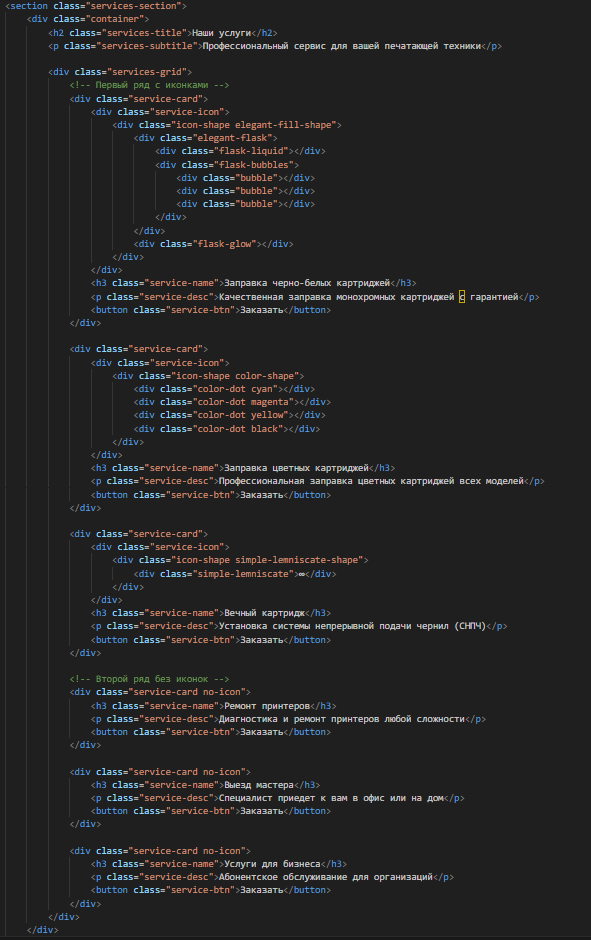 <section class="services-section">
<div class="container">
<h2 class="services-title">Наши услуги</h2>
<p class="services-subtitle">Профессиональный сервис для вашей печатающей техники</p>
<div class="services-grid">
<!-- Первый ряд с иконками -->
<div class="service-card">
<div class="service-icon">
<div class="icon-shape elegant-fill-shape">
<div class="elegant-flask">
<div class="flask-liquid"></div>
<div class="flask-bubbles">
<div class="bubble"></div>
<div class="bubble"></div>
<div class="bubble"></div>
</div>
</div>
<div class="flask-glow"></div>
</div>
</div>
<h3 class="service-name">Заправка черно-белых картриджей</h3>
<p class="service-desc">Качественная заправка монохромных картриджей с гарантией</p>
<button class="service-btn">Заказать</button>
</div>
<div class="service-card">
<div class="service-icon">
<div class="icon-shape color-shape">
<div class="color-dot cyan"></div>
<div class="color-dot magenta"></div>
<div class="color-dot yellow"></div>
<div class="color-dot black"></div>
</div>
</div>
<h3 class="service-name">Заправка цветных картриджей</h3>
<p class="service-desc">Профессиональная заправка цветных картриджей всех моделей</p>
<button class="service-btn">Заказать</button>
</div>
<div class="service-card">
<div class="service-icon">
<div class="icon-shape simple-lemniscate-shape">
<div class="simple-lemniscate">∞</div>
</div>
</div>
<h3 class="service-name">Вечный картридж</h3>
<p class="service-desc">Установка системы непрерывной подачи чернил (СНПЧ)</p>
<button class="service-btn">Заказать</button>
</div>
<!-- Второй ряд без иконок -->
<div class="service-card no-icon">
<h3 class="service-name">Ремонт принтеров</h3>
<p class="service-desc">Диагностика и ремонт принтеров любой сложности</p>
<button class="service-btn">Заказать</button>
</div>
<div class="service-card no-icon">
<h3 class="service-name">Выезд мастера</h3>
<p class="service-desc">Специалист приедет к вам в офис или на дом</p>
<button class="service-btn">Заказать</button>
</div>
<div class="service-card no-icon">
<h3 class="service-name">Услуги для бизнеса</h3>
<p class="service-desc">Абонентское обслуживание для организаций</p>
<button class="service-btn">Заказать</button>
</div>
</div>
</div>